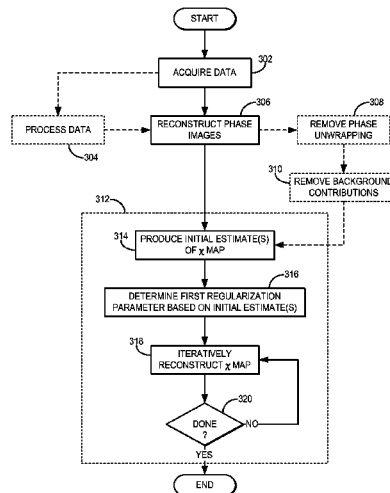 START
302
ACQUIRE DATA
308
306
PROCESS DATA
RECONSTRUCT PHASE
IMAGES
REMOVE PHASE
UNWRAPPING
304
310
REMOVE BACKGROUND
CONTRIBUTIONS
312
314
PRODUCE INITIAL ESTIMATE(S)
OF χ MAP
316
DETERMINE FIRST REGULARIZATION
PARAMETER BASED ON INITIAL ESTIMATE(S)
318
ITERATIVELY
RECONSTRUCT χ MAP
320
DONE
?
NO
YES
END